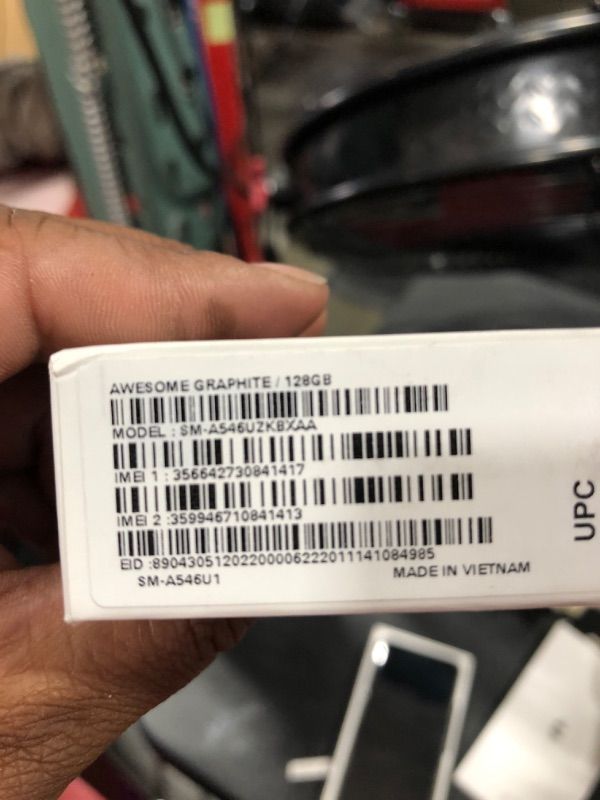 AWESOME GRAPHITE / 128GB
MODEL : SM-A546UZKBXAA
IMEI 1 : 356642730841417
IMEI 2 :359946710841413
EID :89043051202200006222011141084985
SM-A546U1
MADE IN VIETNAM
UPC